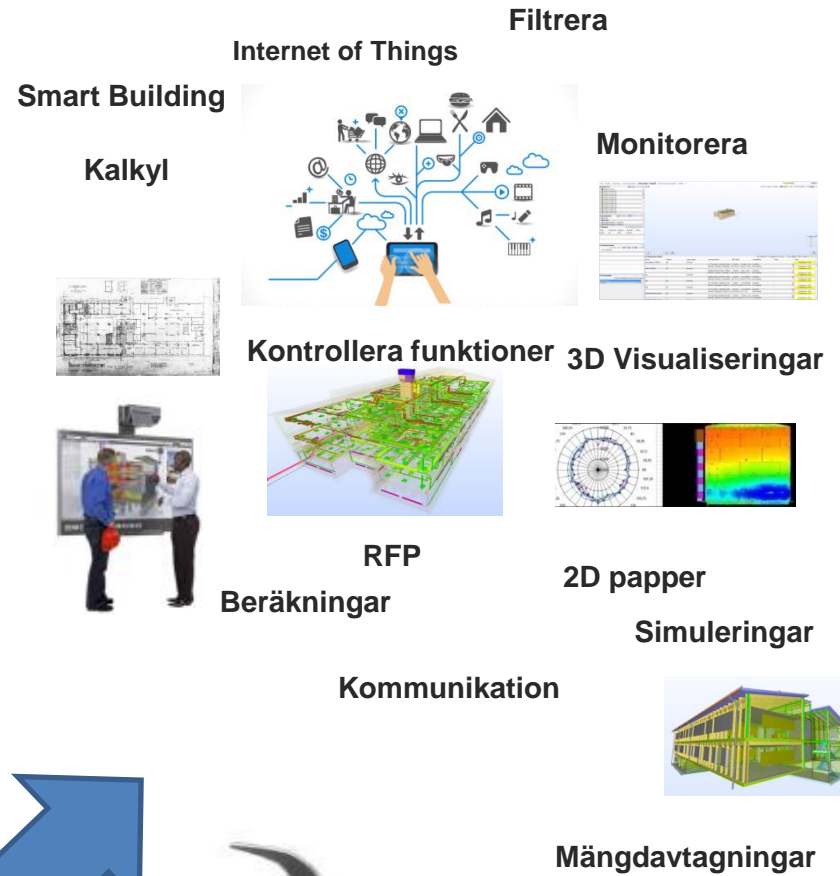 Filtrera
Internet of Things
Smart Building
Monitorera
Kalkyl
Kontrollera funktioner
3D Visualiseringar
RFP
2D papper
Beräkningar
Simuleringar
Kommunikation
Mängdavtagningar